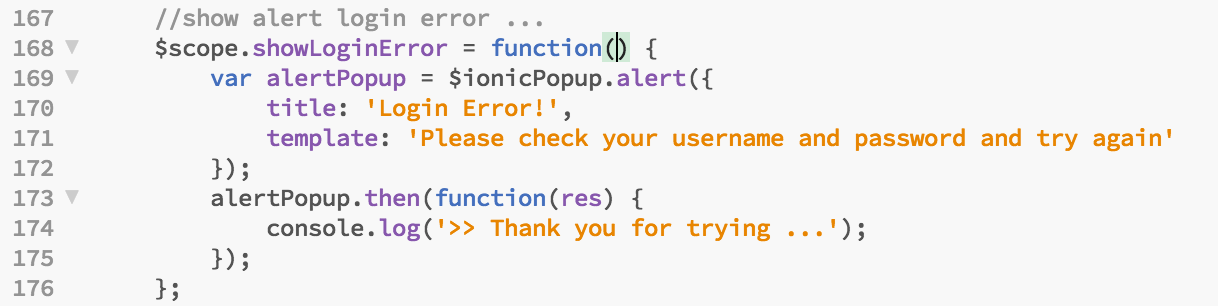 167 //show alert login error ...
168 $scope.showLoginError = function() {
169 var alertPopup = $ionicPopup.alert({
170 title: 'Login Error!',
171 template: 'Please check your username and password and try again'
172 });
173 alertPopup.then(function(res) {
174 console.log('>> Thank you for trying ...');
175 });
176 };